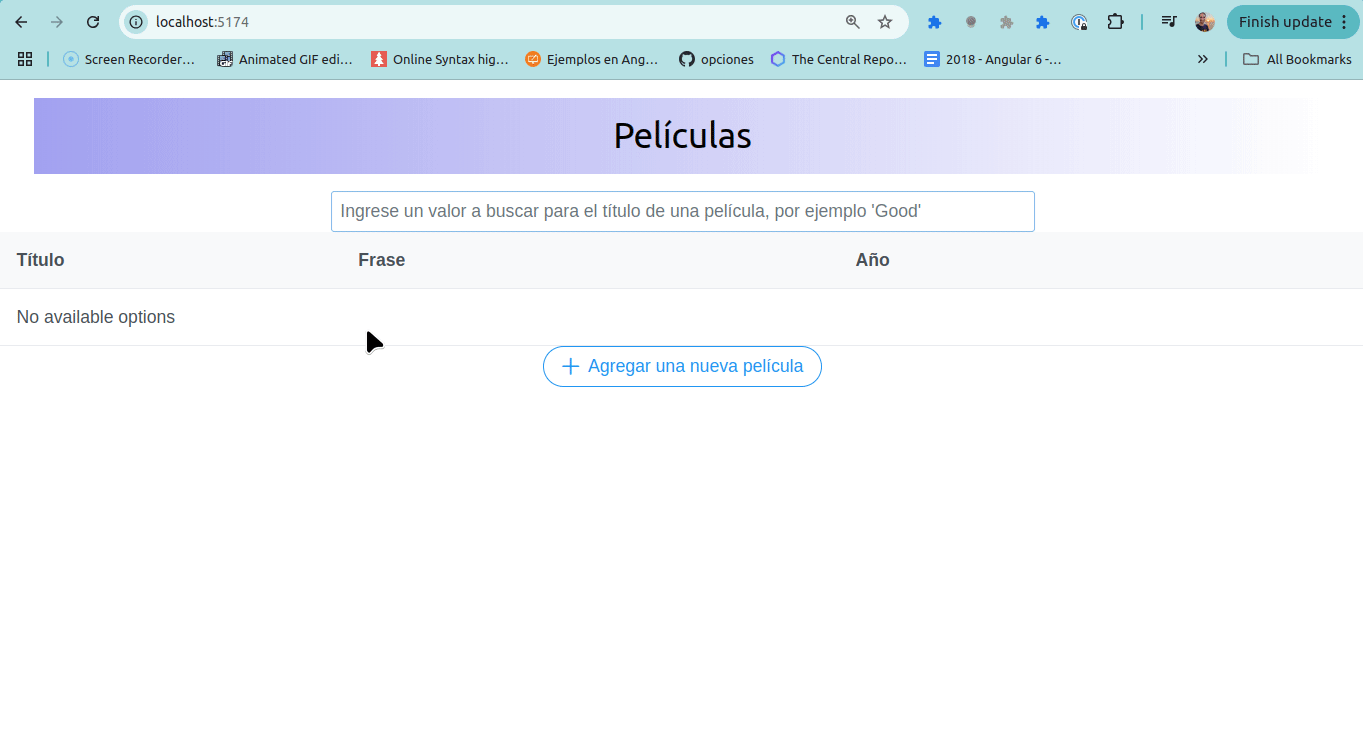 localhost:5174
Finish update
Screen Recorder... Animated GIF edi... Online Syntax hig... Ejemplos en Ang... opciones The Central Repo... 2018 - Angular 6 -... » All Bookmarks
Películas
Ingrese un valor a buscar para el título de una película, por ejemplo 'Good'
Título Frase Año
No available options
+ Agregar una nueva película